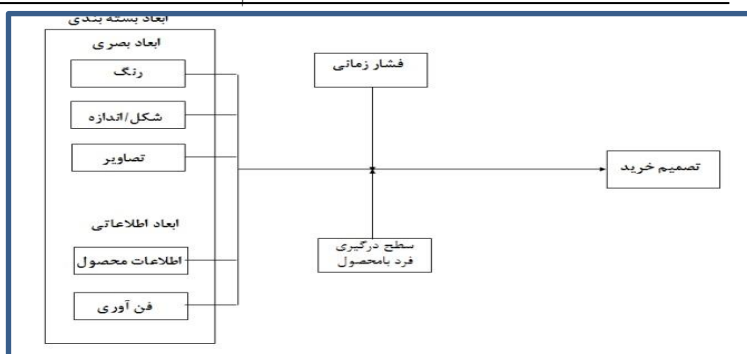 ابعاد بسته بندی
ابعاد بصری
رنگ
شکل/اندازه
تصاویر
ابعاد اطلاعاتی
اطلاعات محصول
فن آوری
فشار زمانی
سطح درگیری
فرد بامحصول
تصمیم خرید